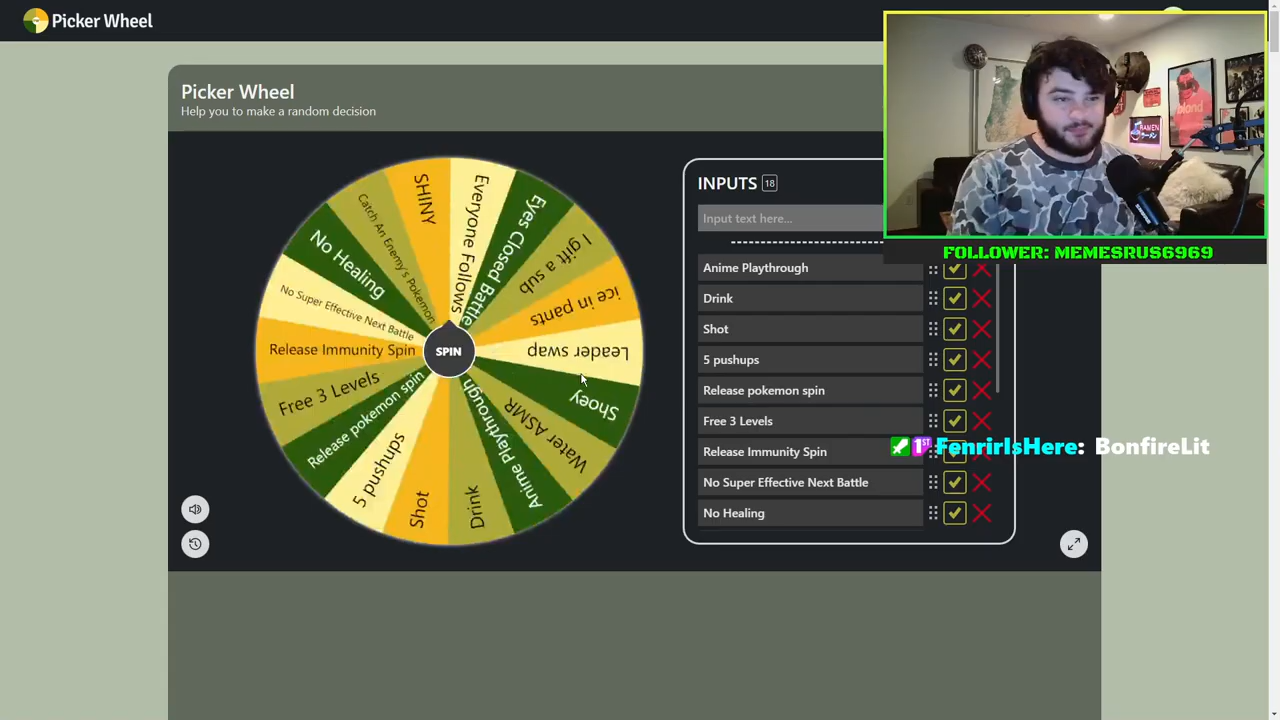 Picker Wheel
Picker Wheel
Help you to make a random decision
SHINY
Everyone Follows
Eyes Closed Battle
I gift a sub
ice in pants
Leader swap
Shoey
Water ASMR
Anime Playthrough
Drink
Shot
5 pushups
Release pokemon spin
Free 3 Levels
Release Immunity Spin
No Super Effective Next Battle
No Healing
Catch An Enemy's Pokemon
SPIN
INPUTS 18
Input text here...
Anime Playthrough
Drink
Shot
5 pushups
Release pokemon spin
Free 3 Levels
Release Immunity Spin
No Super Effective Next Battle
No Healing
bland
RAMEN
FOLLOWER: MEMESRUS6969
1ST FenrirIsHere: BonfireLit